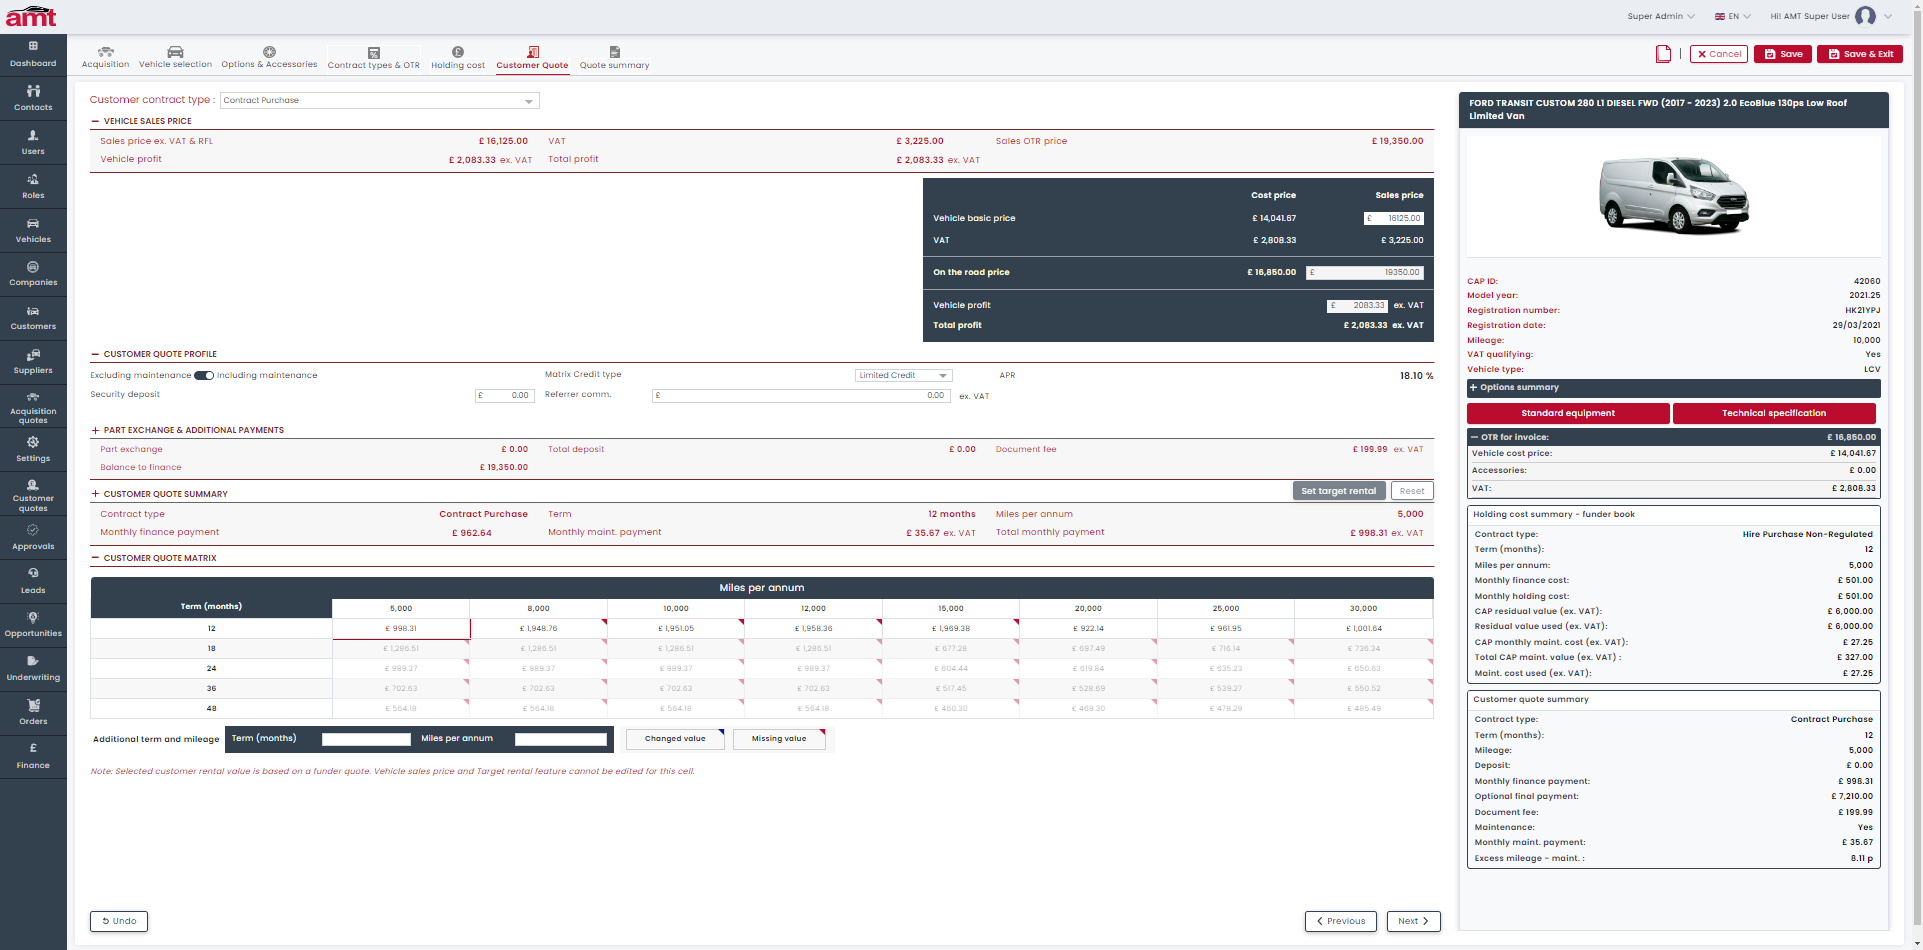 amt
Super Admin
EN
Hi! AMT Super User
Dashboard
Contacts
Users
Roles
Vehicles
Companies
Customers
Suppliers
Acquisition quotes
Settings
Customer quotes
Approvals
Leads
Opportunities
Underwriting
Orders
Finance
Acquisition
Vehicle selection
Options & Accessories
Contract types & OTR
Holding cost
Customer Quote
Quote summary
Cancel
Save
Save & Exit
Customer contract type : Contract Purchase
VEHICLE SALES PRICE
Sales price ex. VAT & RFL £ 16,125.00 VAT £ 3,225.00 Sales OTR price £ 19,350.00
Vehicle profit £ 2,083.33 ex. VAT Total profit £ 2,083.33 ex. VAT
Cost price Sales price
Vehicle basic price £ 14,041.67 £ 16125.00
VAT £ 2,808.33 £ 3,225.00
On the road price £ 16,850.00 £ 19350.00
Vehicle profit £ 2083.33 ex. VAT
Total profit £ 2,083.33 ex. VAT
CUSTOMER QUOTE PROFILE
Excluding maintenance Including maintenance Matrix Credit type Limited Credit APR 18.10 %
Security deposit £ 0.00 Referrer comm. £ 0.00 ex. VAT
PART EXCHANGE & ADDITIONAL PAYMENTS
Part exchange £ 0.00 Total deposit £ 0.00 Document fee £ 199.99 ex. VAT
Balance to finance £ 19,350.00
CUSTOMER QUOTE SUMMARY Set target rental Reset
Contract type Contract Purchase Term 12 months Miles per annum 5,000
Monthly finance payment £ 962.64 Monthly maint. payment £ 35.67 ex. VAT Total monthly payment £ 998.31 ex. VAT
CUSTOMER QUOTE MATRIX
Miles per annum
Term (months) 5,000 8,000 10,000 12,000 15,000 20,000 25,000 30,000
12 £ 998.31 £ 1,948.76 £ 1,951.05 £ 1,958.36 £ 1,969.38 £ 922.14 £ 961.95 £ 1,001.64
18 £ 1,286.51 £ 1,286.51 £ 1,286.51 £ 1,286.51 £ 677.28 £ 697.49 £ 716.14 £ 736.34
24 £ 989.37 £ 989.37 £ 989.37 £ 989.37 £ 604.44 £ 619.84 £ 635.23 £ 650.63
36 £ 702.63 £ 702.63 £ 702.63 £ 702.63 £ 517.45 £ 528.69 £ 539.27 £ 550.52
48 £ 564.18 £ 564.18 £ 564.18 £ 564.18 £ 460.30 £ 469.30 £ 478.29 £ 485.49
Additional term and mileage Term (months) Miles per annum Changed value Missing value
Note: Selected customer rental value is based on a funder quote. Vehicle sales price and Target rental feature cannot be edited for this cell.
Undo
Previous
Next
FORD TRANSIT CUSTOM 280 L1 DIESEL FWD (2017 - 2023) 2.0 EcoBlue 130ps Low Roof
Limited Van
CAP ID: 42060
Model year: 2021.25
Registration number: HK21YPJ
Registration date: 29/03/2021
Mileage: 10,000
VAT qualifying: Yes
Vehicle type: LCV
Options summary
Standard equipment Technical specification
OTR for invoice: £ 16,850.00
Vehicle cost price: £ 14,041.67
Accessories: £ 0.00
VAT: £ 2,808.33
Holding cost summary - funder book
Contract type: Hire Purchase Non-Regulated
Term (months): 12
Miles per annum: 5,000
Monthly finance cost: £ 501.00
Monthly holding cost: £ 501.00
CAP residual value (ex. VAT): £ 6,000.00
Residual value used (ex. VAT): £ 6,000.00
CAP monthly maint. cost (ex. VAT): £ 27.25
Total CAP maint. value (ex. VAT) : £ 327.00
Maint. cost used (ex. VAT): £ 27.25
Customer quote summary
Contract type: Contract Purchase
Term (months): 12
Mileage: 5,000
Deposit: £ 0.00
Monthly finance payment: £ 998.31
Optional final payment: £ 7,210.00
Document fee: £ 199.99
Maintenance: Yes
Monthly maint. payment: £ 35.67
Excess mileage - maint. : 8.11 p